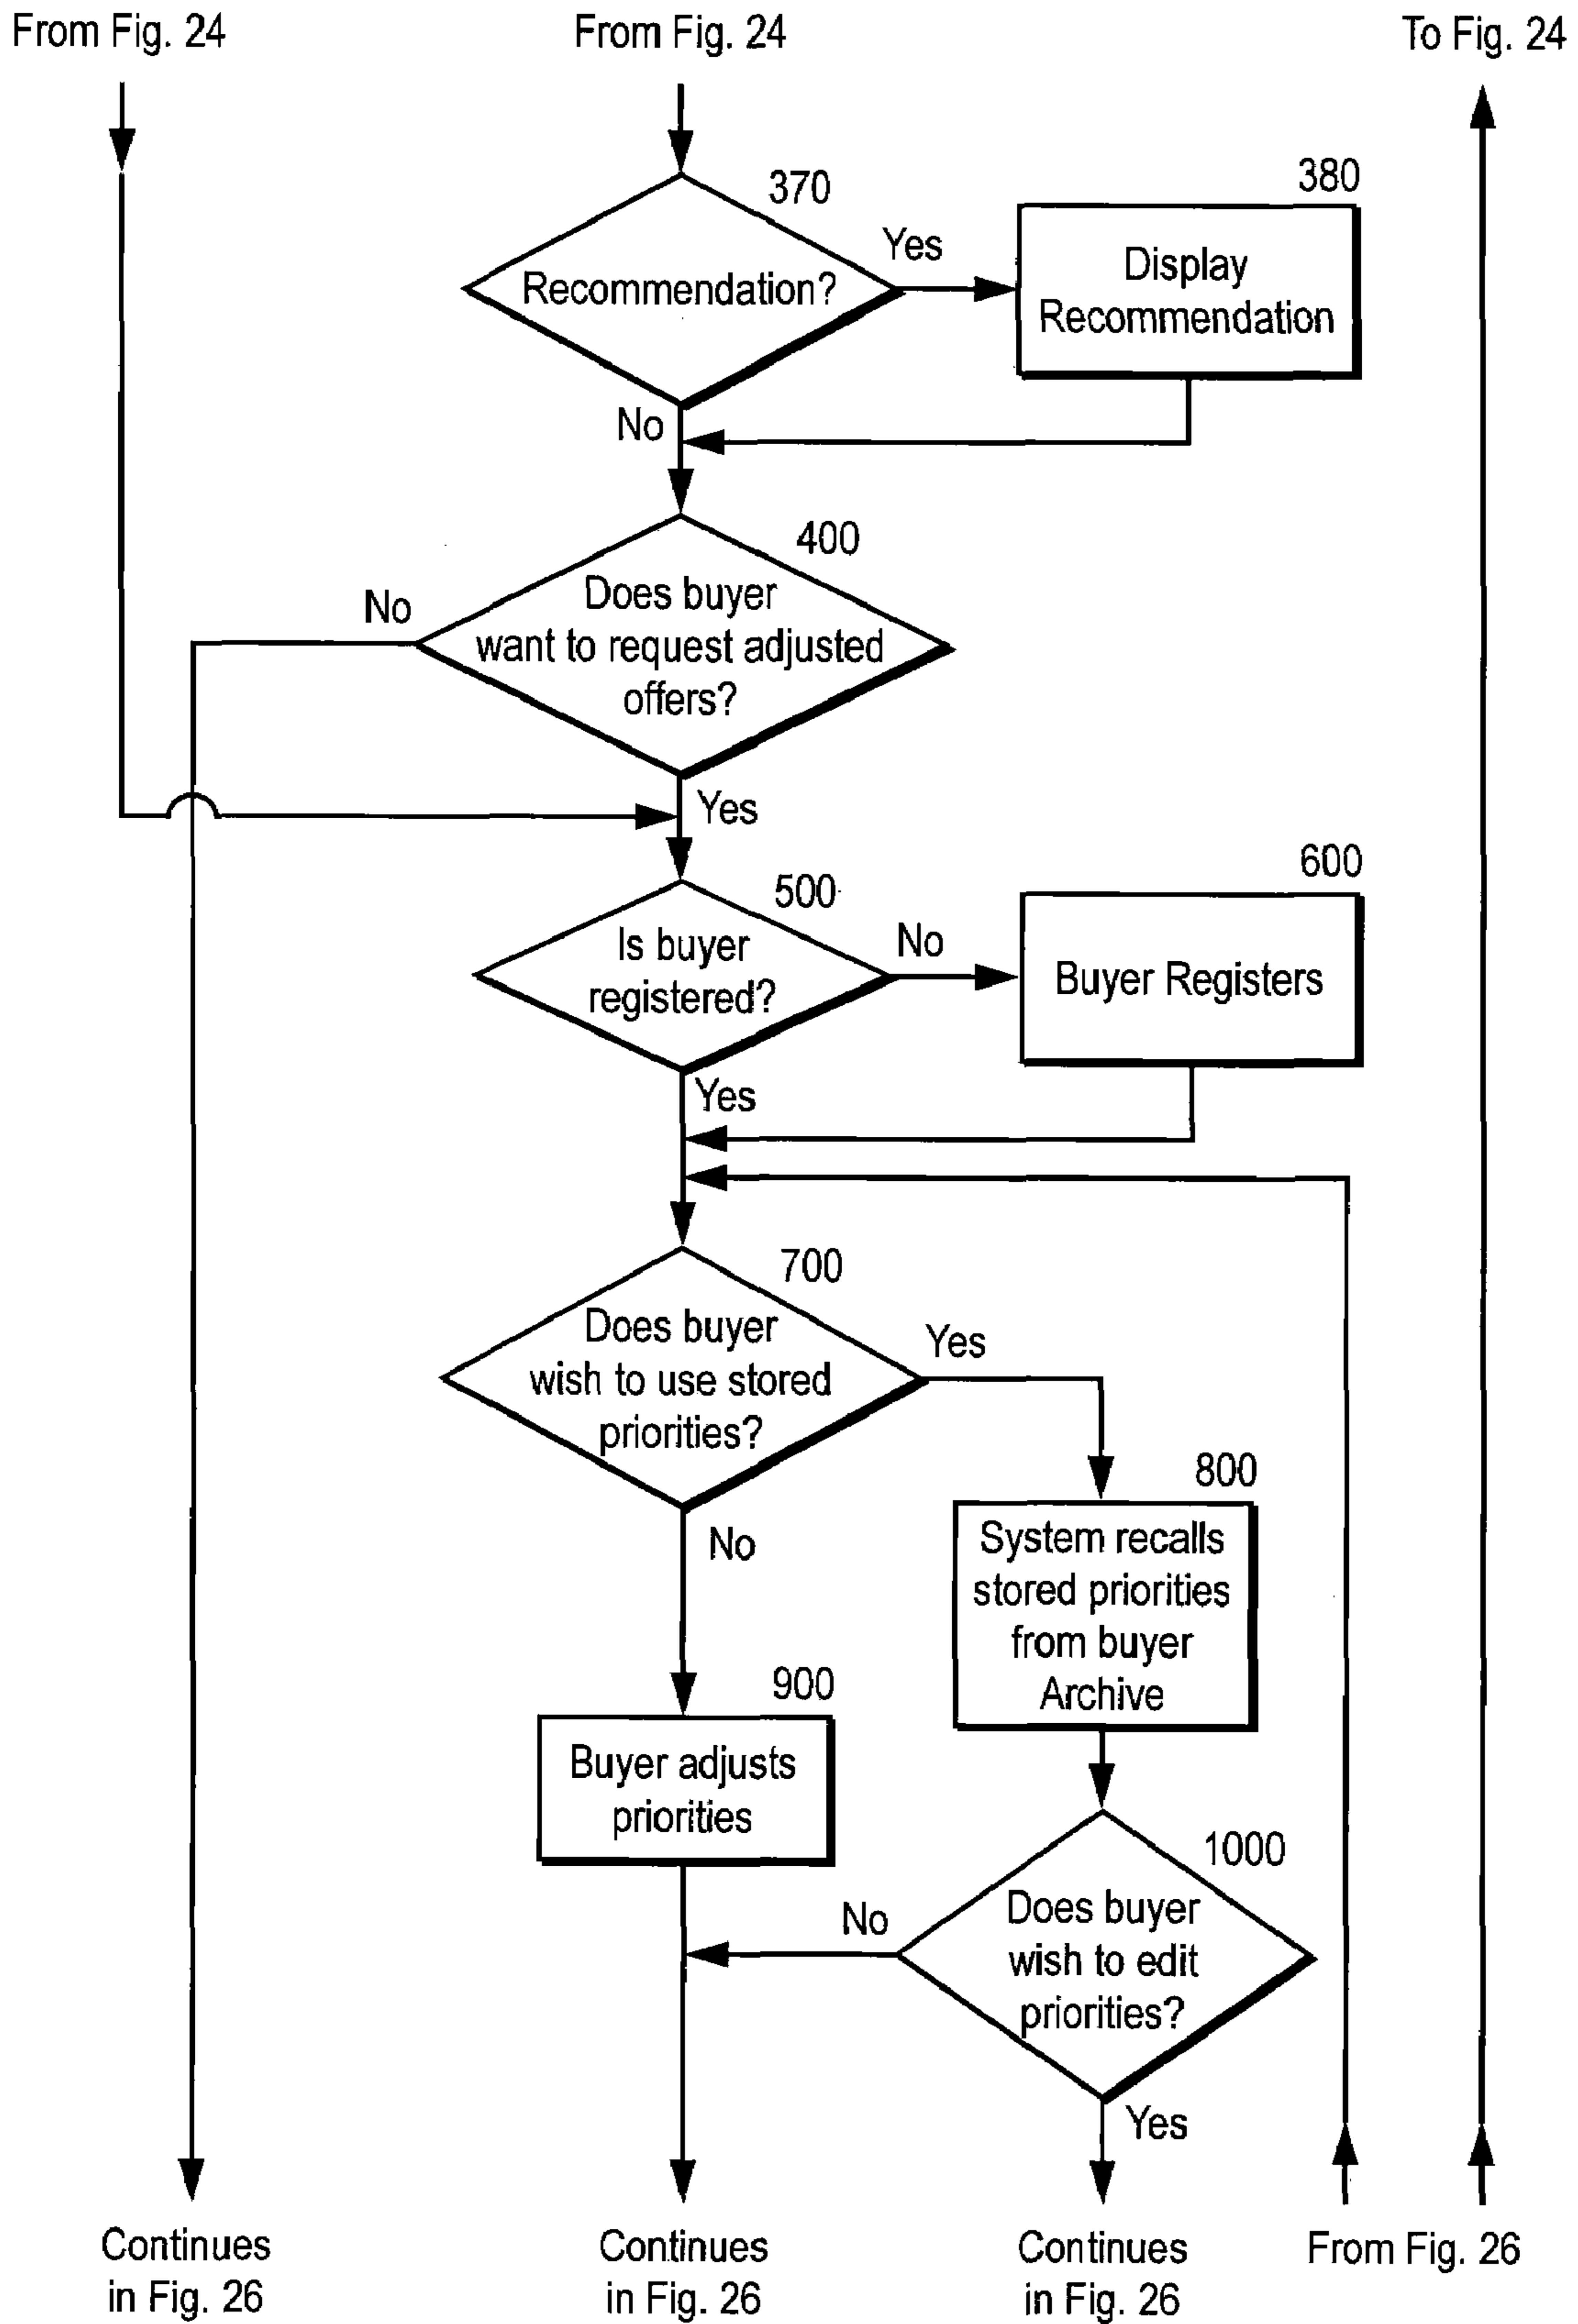 From Fig. 24
From Fig. 24
To Fig. 24
370
380
Recommendation?
Yes
Display
Recommendation
No
400
Does buyer
want to request adjusted
offers?
No
Yes
500
600
Is buyer
registered?
No
Buyer Registers
Yes
700
Does buyer
wish to use stored
priorities?
Yes
No
800
System recalls
stored priorities
from buyer
Archive
900
Buyer adjusts
priorities
1000
Does buyer
wish to edit
priorities?
No
Yes
Continues
in Fig. 26
Continues
in Fig. 26
Continues
in Fig. 26
From Fig. 26